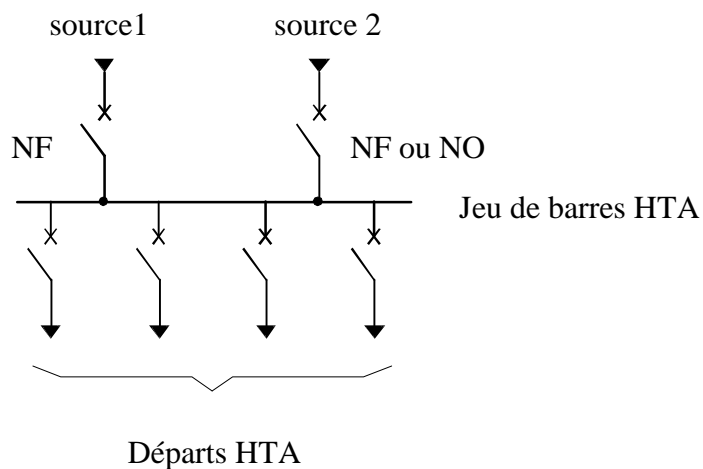 source1
source 2
NF
NF ou NO
Jeu de barres HTA
Départs HTA